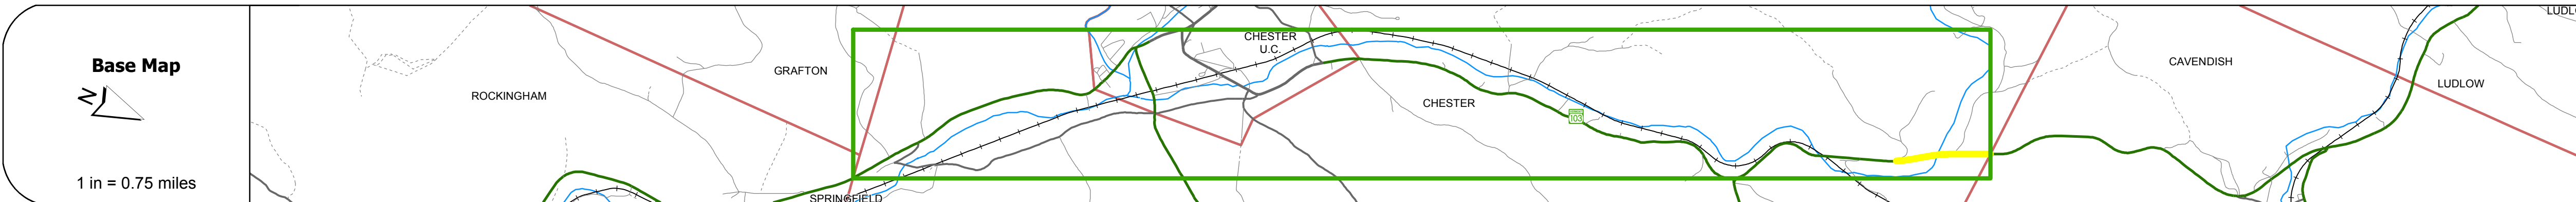 Base Map
N
1 in = 0.75 miles
ROCKINGHAM
GRAFTON
SPRINGFIELD
CHESTER
U.C.
CHESTER
103
CAVENDISH
LUDLOW